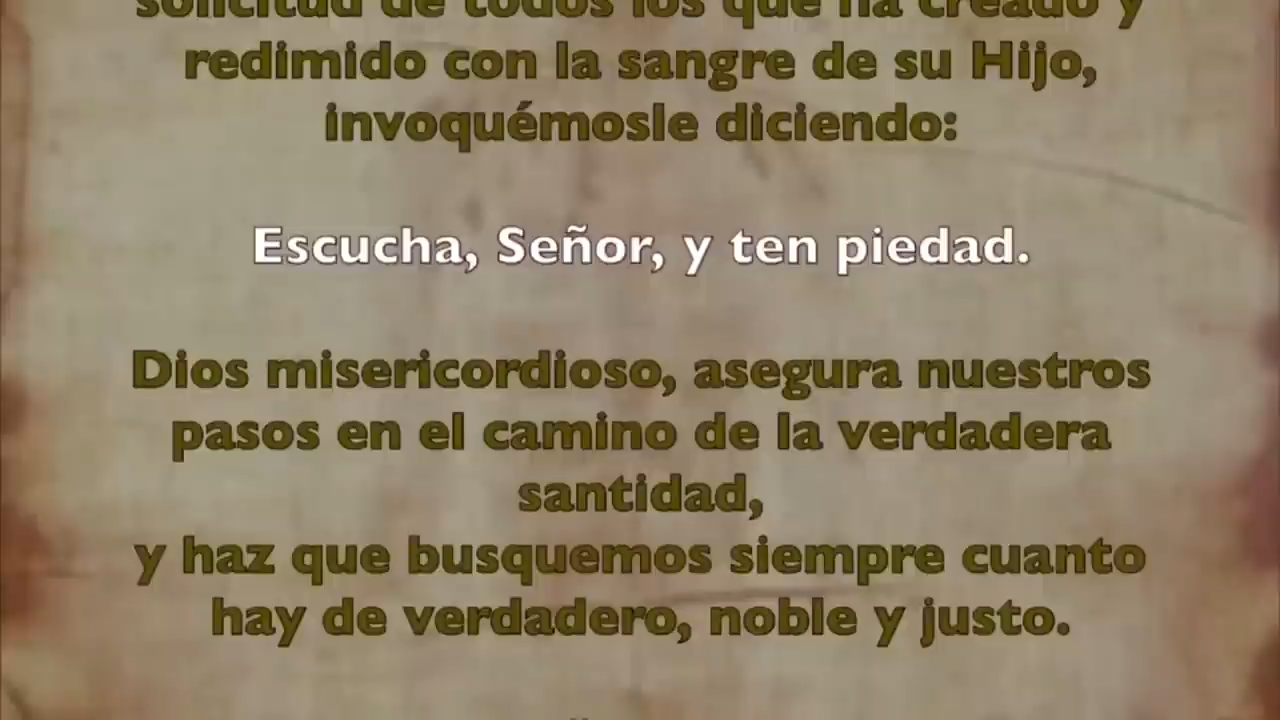 solicitud de todos los que ha creado y
redimido con la sangre de su Hijo,
invoquémosle diciendo:
Escucha, Señor, y ten piedad.
Dios misericordioso, asegura nuestros
pasos en el camino de la verdadera
santidad,
y haz que busquemos siempre cuanto
hay de verdadero, noble y justo.